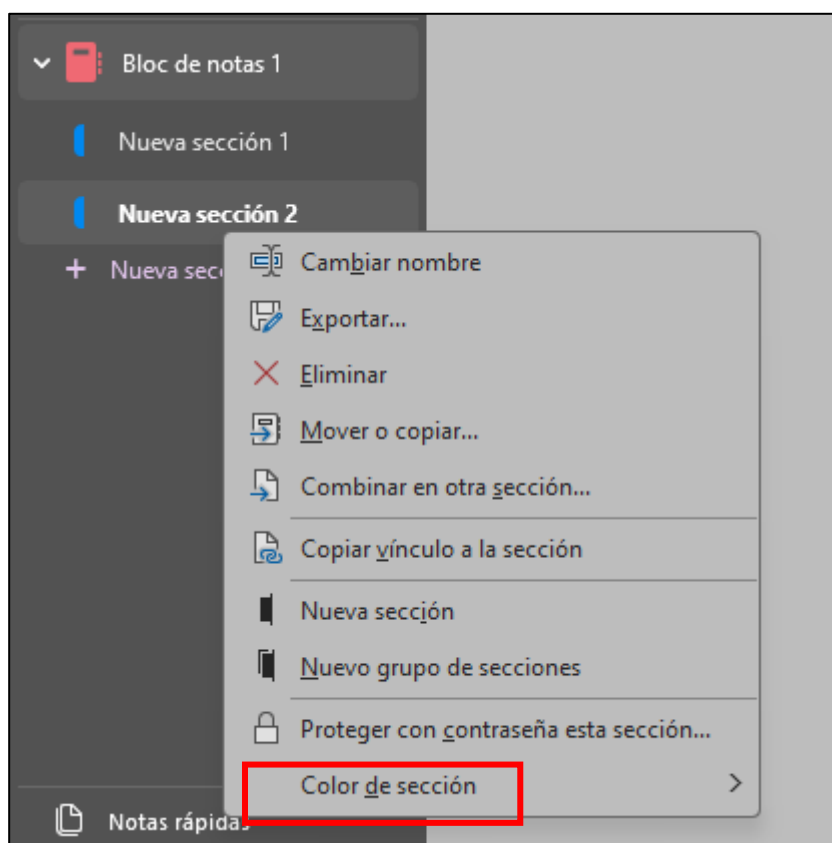 Bloc de notas 1
Nueva sección 1
Nueva sección 2
Cambiar nombre
+ Nueva
Exportar...
Eliminar
Mover o copiar...
Combinar en otra sección...
Copiar vínculo a la sección
Nueva sección
Nuevo grupo de secciones
Proteger con contraseña esta sección...
Color de sección
Notas rápidas